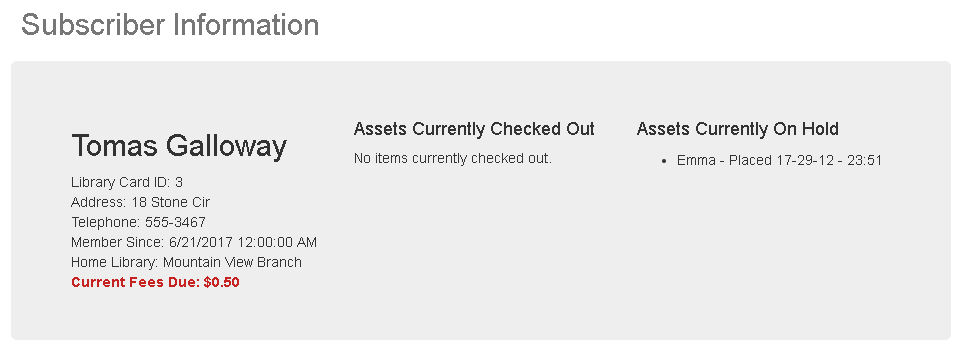 Subscriber Information
Tomas Galloway
Library Card ID: 3
Address: 18 Stone Cir
Telephone: 555-3467
Member Since: 6/21/2017 12:00:00 AM
Home Library: Mountain View Branch
Current Fees Due: $0.50
Assets Currently Checked Out
No items currently checked out.
Assets Currently On Hold
• Emma - Placed 17-29-12 - 23:51